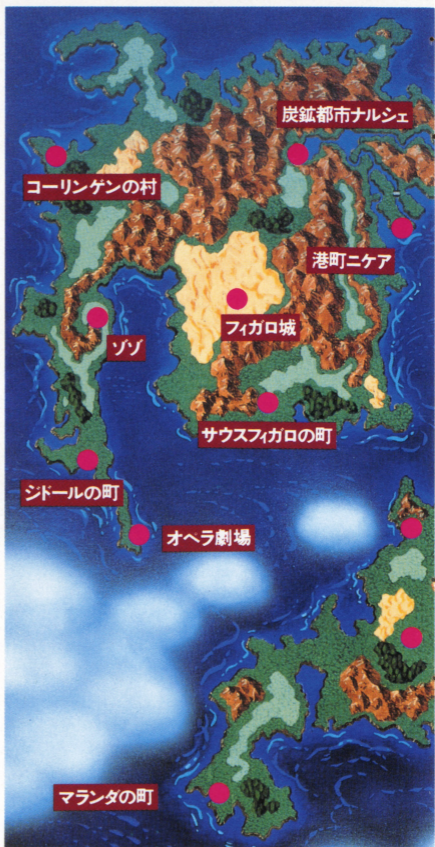 炭鉱都市ナルシェ
コーリンゲンの村
港町ニケア
フィガロ城
ゾゾ
サウスフィガロの町
ジドールの町
オペラ劇場
マランダの町